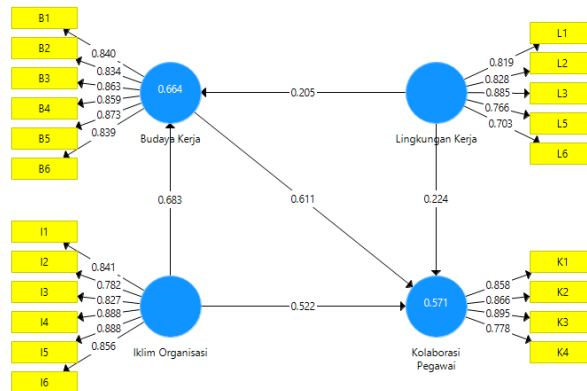 B1
B2
B3
B4
B5
B6
0.840
0.834
0.863
0.859
0.873
0.839
0.664
Budaya Kerja
0.205
Lingkungan Kerja
0.819
0.828
0.885
0.766
0.703
L1
L2
L3
L5
L6
0.683
0.611
0.224
I1
I2
I3
I4
I5
I6
0.841
0.782
0.827
0.888
0.888
0.856
Iklim Organisasi
0.522
0.571
Kolaborasi
Pegawai
0.858
0.866
0.895
0.778
K1
K2
K3
K4